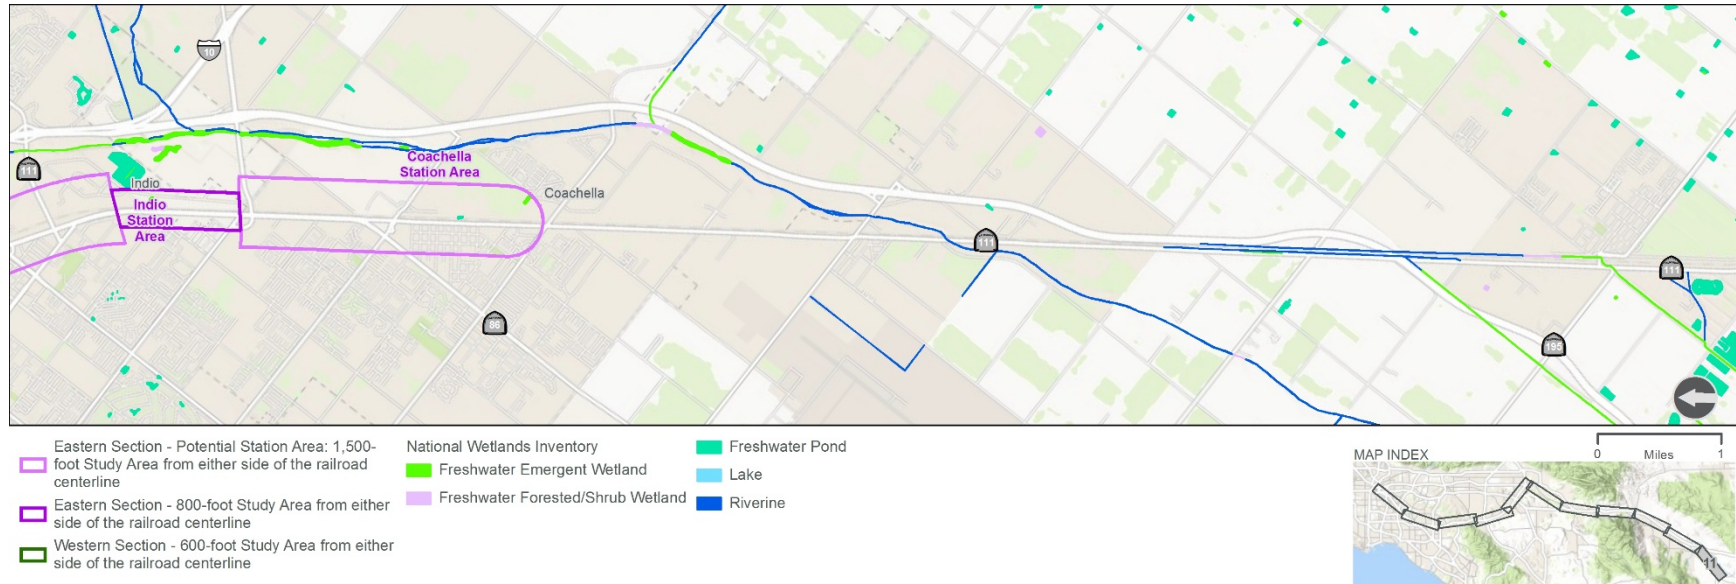 10
111
Coachella
Station Area
Indio
Indio
Station
Area
Coachella
111
111
86
195
Eastern Section - Potential Station Area: 1,500-
foot Study Area from either side of the railroad
centerline
Eastern Section - 800-foot Study Area from either
side of the railroad centerline
Western Section - 600-foot Study Area from either
side of the railroad centerline
National Wetlands Inventory
Freshwater Emergent Wetland
Freshwater Forested/Shrub Wetland
Freshwater Pond
Lake
Riverine
0 Miles 1
MAP INDEX
11